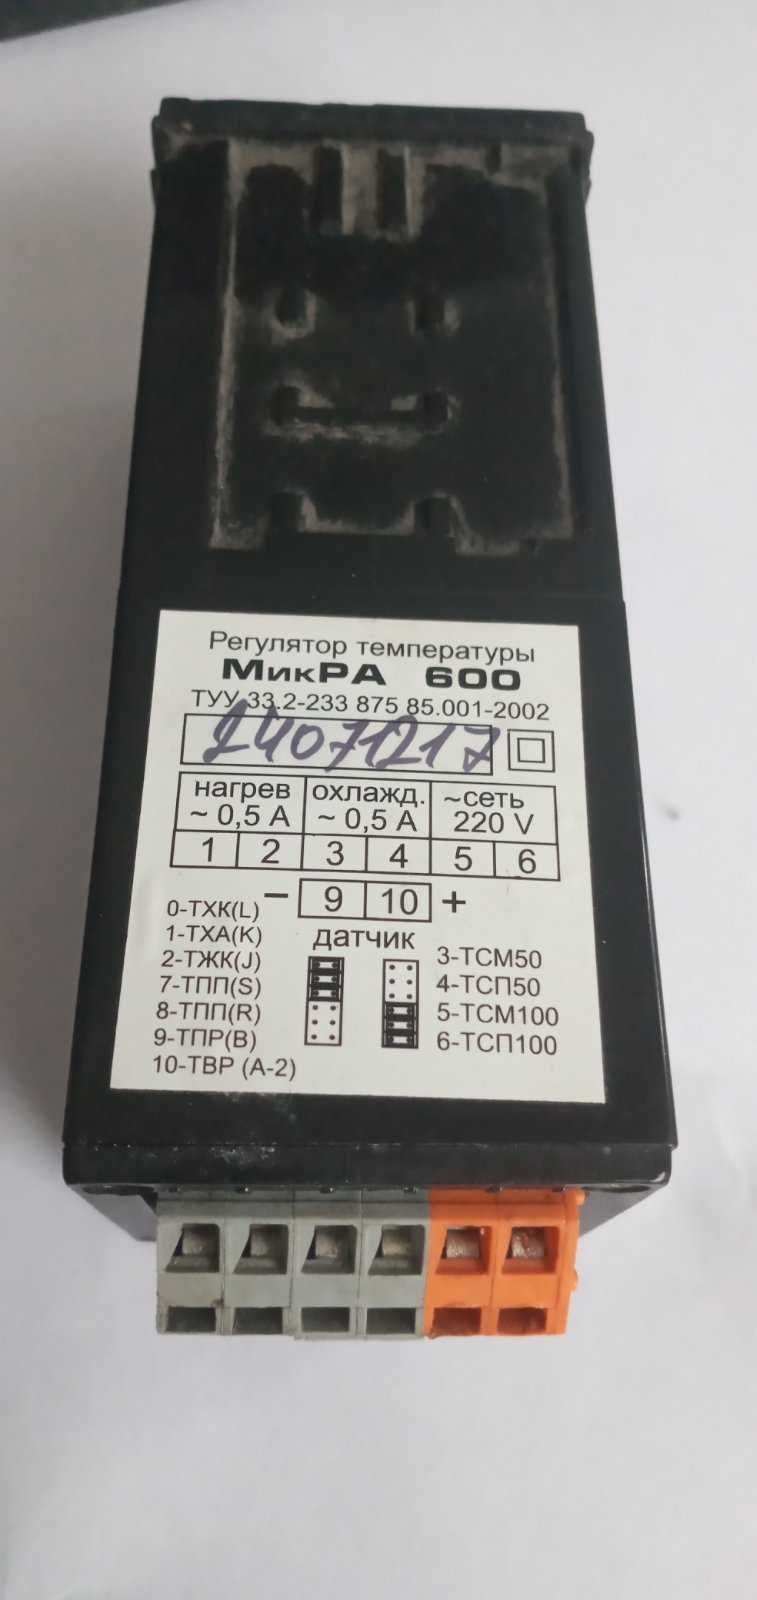 Регулятор температуры
МикРА 600
ТУУ 33.2-233 875 85.001-2002
24071217
нагрев охлажд. ~сеть
~ 0,5 А ~ 0,5 А 220 V
1 2 3 4 5 6
− 9 10 +
датчик
0-ТХК(L)
1-ТХА(K)
2-ТЖК(J)
7-ТПП(S)
8-ТПП(R)
9-ТПР(B)
10-ТВР (А-2)
3-ТСМ50
4-ТСП50
5-ТСМ100
6-ТСП100